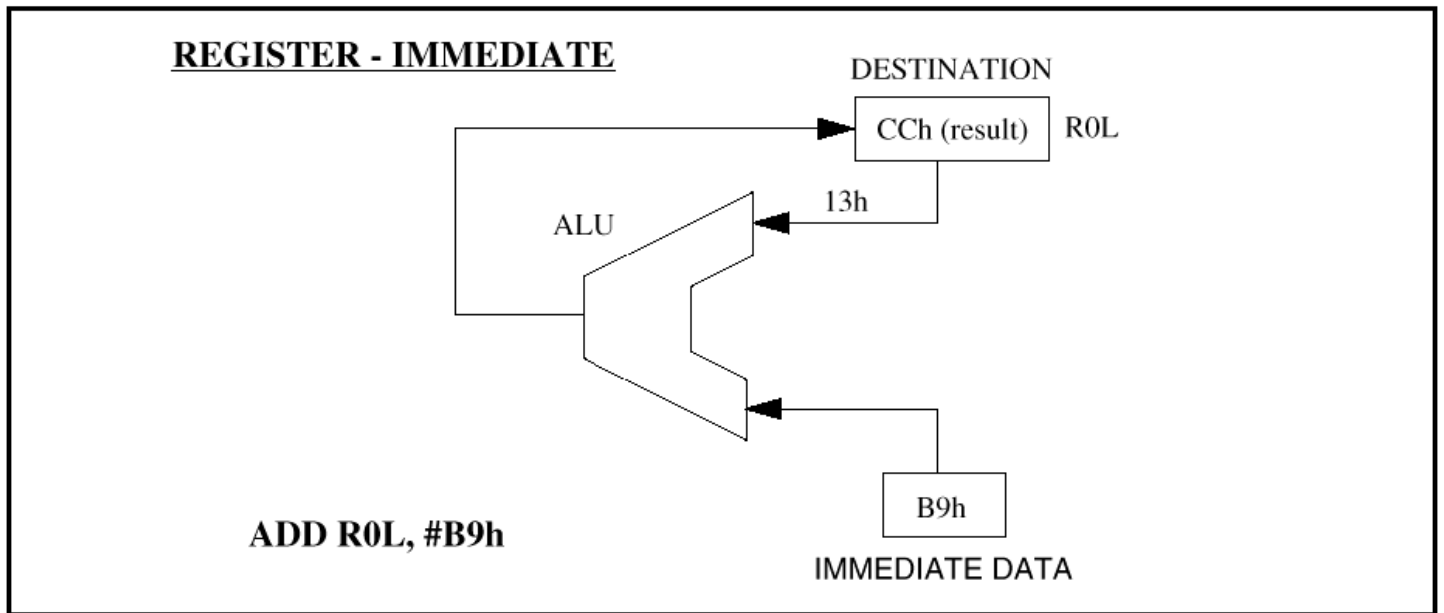 REGISTER - IMMEDIATE
DESTINATION
CCh (result)
R0L
13h
ALU
B9h
ADD R0L, #B9h
IMMEDIATE DATA